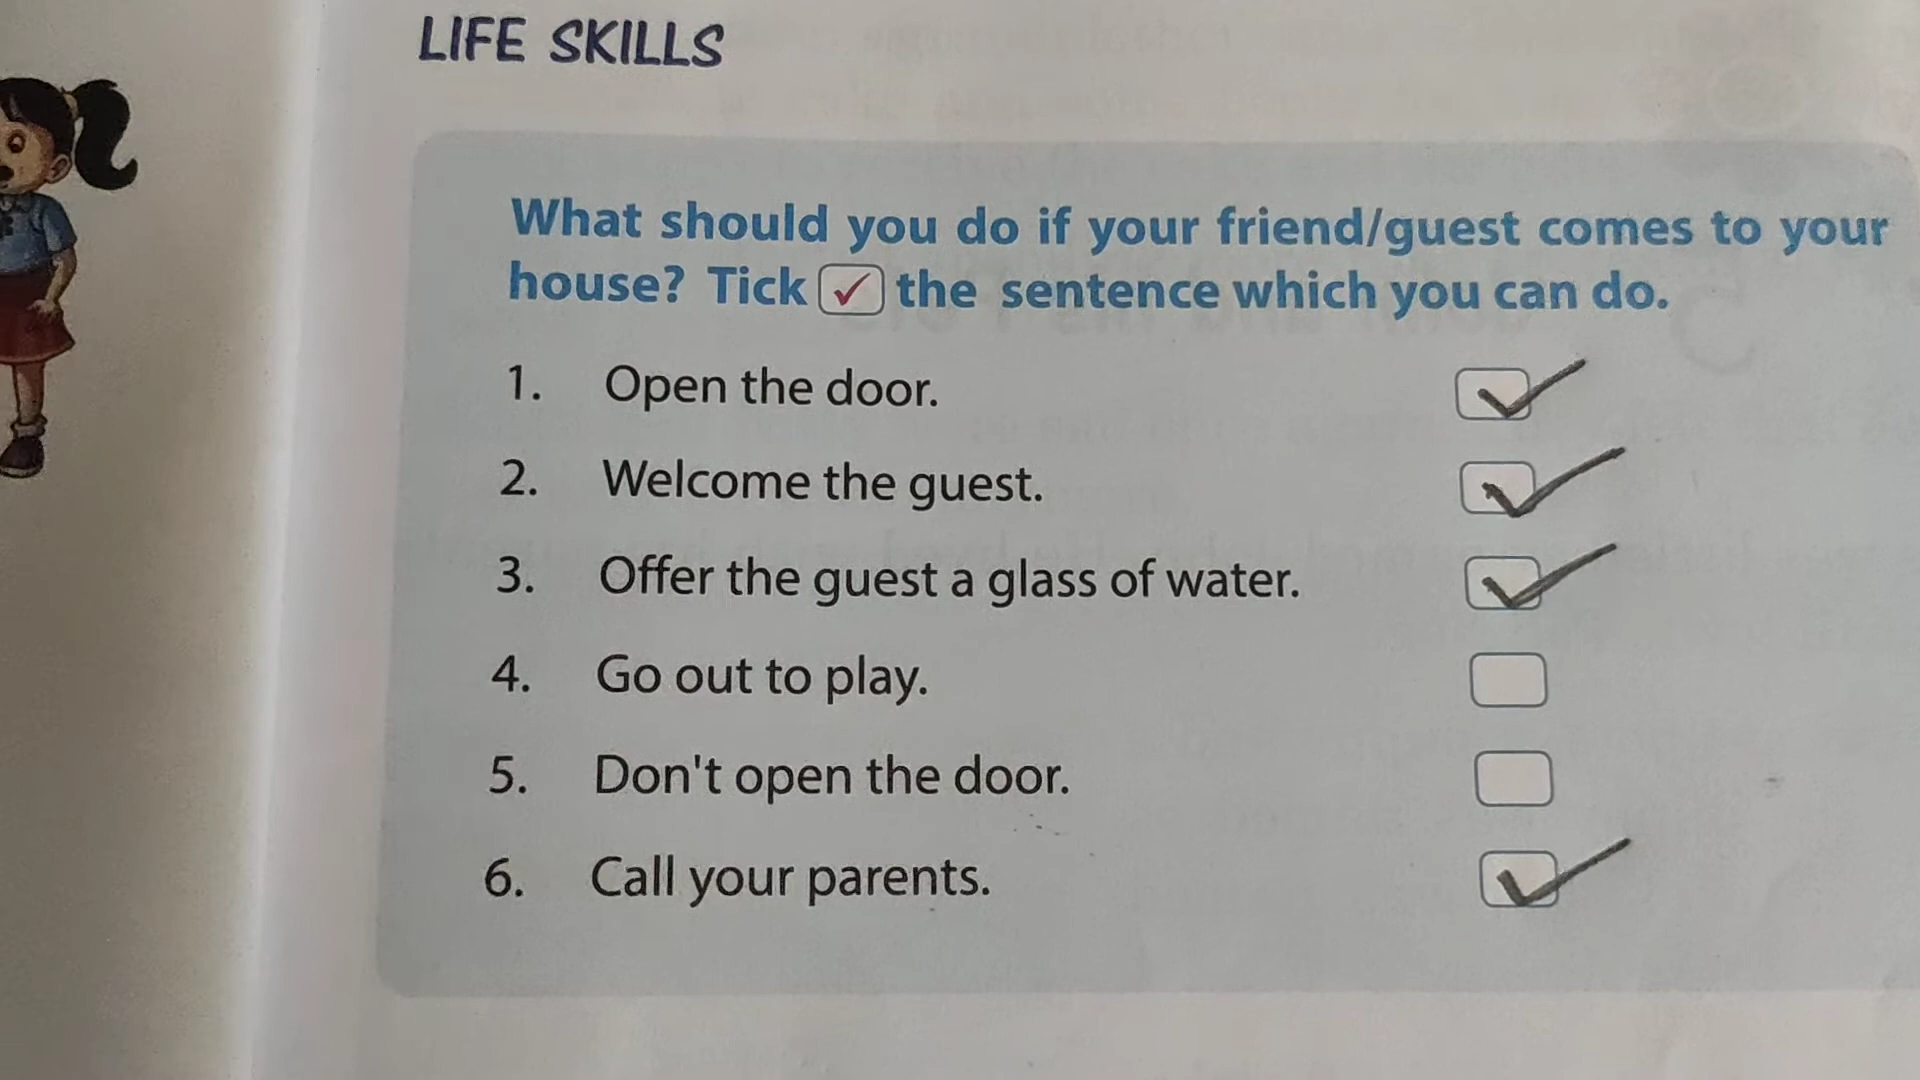 LIFE SKILLS
What should you do if your friend/guest comes to your
house? Tick ✓ the sentence which you can do.
1. Open the door. ✓
2. Welcome the guest. ✓
3. Offer the guest a glass of water. ✓
4. Go out to play.
5. Don't open the door.
6. Call your parents. ✓